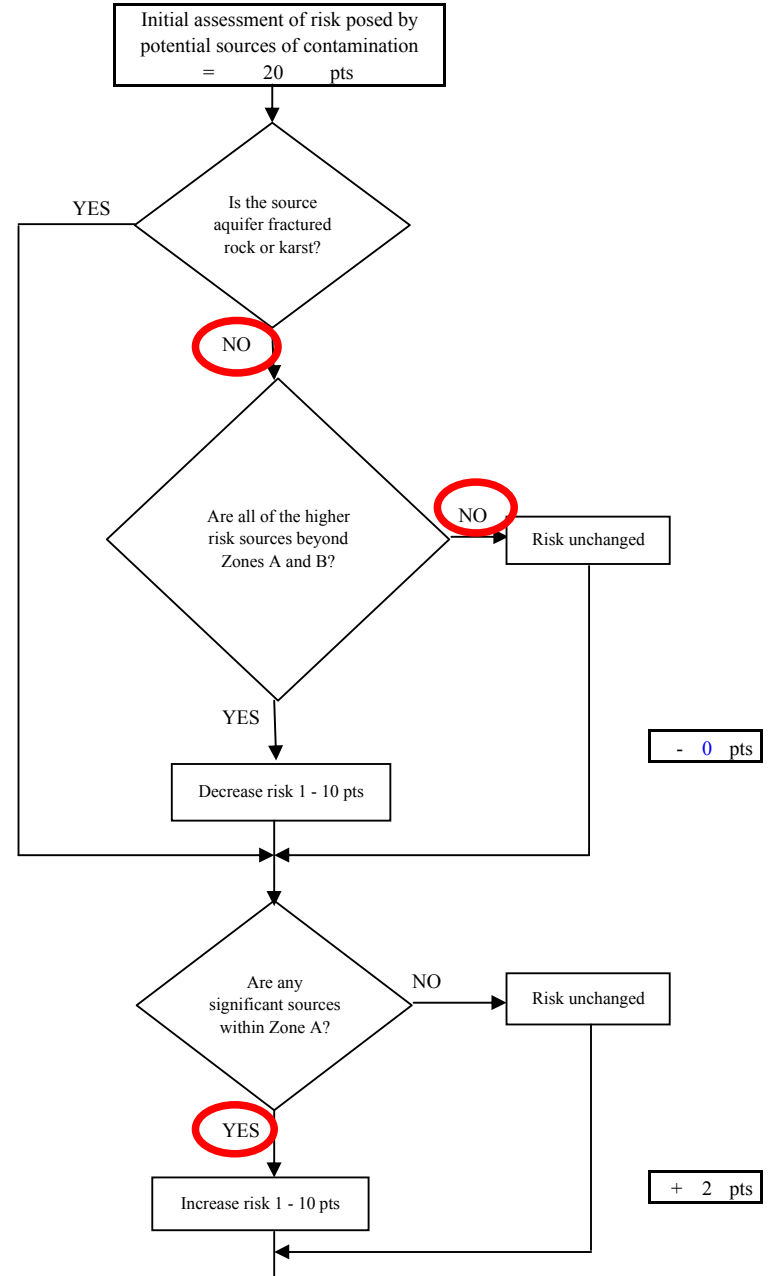 Initial assessment of risk posed by
potential sources of contamination
= 20 pts
YES
Is the source
aquifer fractured
rock or karst?
NO
Are all of the higher
risk sources beyond
Zones A and B?
NO
Risk unchanged
YES
- 0 pts
Decrease risk 1 - 10 pts
Are any
significant sources
within Zone A?
NO
Risk unchanged
YES
+ 2 pts
Increase risk 1 - 10 pts